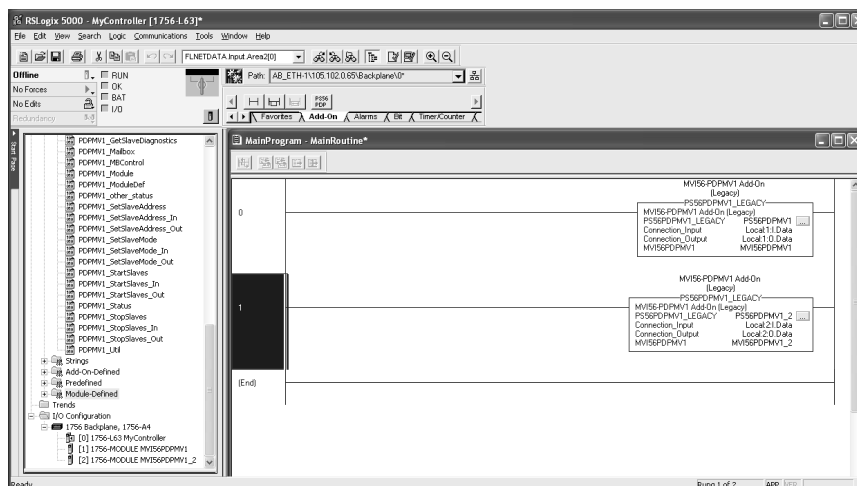 RSLogix 5000 - MyController [1756-L63]*
File Edit View Search Logic Communications Tools Window Help
FLNETDATA.Input.Area2[0]
Offline
RUN
No Forces
OK
No Edits
BAT
Redundancy
I/O
Path: AB_ETH-1\105.102.0.65\Backplane\0*
PS56
PDP
Favorites Add-On Alarms Bit Timer/Counter
Start Page
PDPMV1_GetSlaveDiagnostics
PDPMV1_Mailbox
PDPMV1_MBControl
PDPMV1_Module
PDPMV1_ModuleDef
PDPMV1_other_status
PDPMV1_SetSlaveAddress
PDPMV1_SetSlaveAddress_In
PDPMV1_SetSlaveAddress_Out
PDPMV1_SetSlaveMode
PDPMV1_SetSlaveMode_In
PDPMV1_SetSlaveMode_Out
PDPMV1_StartSlaves
PDPMV1_StartSlaves_In
PDPMV1_StartSlaves_Out
PDPMV1_Status
PDPMV1_StopSlaves
PDPMV1_StopSlaves_In
PDPMV1_StopSlaves_Out
PDPMV1_Util
Strings
Add-On-Defined
Predefined
Module-Defined
Trends
I/O Configuration
1756 Backplane, 1756-A4
[0] 1756-L63 MyController
[1] 1756-MODULE MVI56PDPMV1
[2] 1756-MODULE MVI56PDPMV1_2
MainProgram - MainRoutine*
0
MVI56-PDPMV1 Add-On
(Legacy)
PS56PDPMV1_LEGACY
MVI56-PDPMV1 Add-On (Legacy)
PS56PDPMV1_LEGACY PS56PDPMV1 ...
Connection_Input Local:1:I.Data
Connection_Output Local:1:O.Data
MVI56PDPMV1 MVI56PDPMV1
1
MVI56-PDPMV1 Add-On
(Legacy)
PS56PDPMV1_LEGACY
MVI56-PDPMV1 Add-On (Legacy)
PS56PDPMV1_LEGACY PS56PDPMV1_2 ...
Connection_Input Local:2:I.Data
Connection_Output Local:2:O.Data
MVI56PDPMV1 MVI56PDPMV1_2
(End)
Ready
Rung 1 of 2
APP
VER